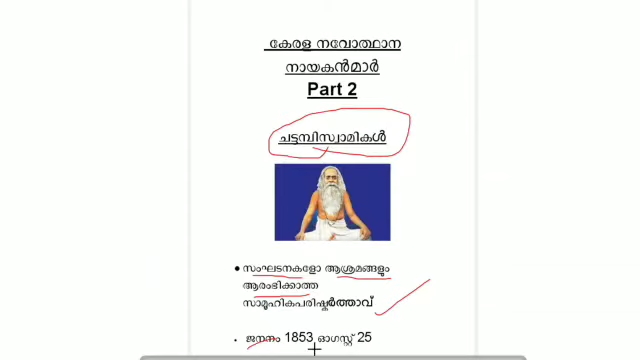 കേരള നവോത്ഥാന
നായകൻമാർ
Part 2
ചട്ടമ്പിസ്വാമികൾ
● സംഘടനകളോ ആശ്രമങ്ങളും
ആരംഭിക്കാത്ത
സാമൂഹികപരിഷ്കർത്താവ്
• ജനനം 1853 ഓഗസ്റ്റ് 25